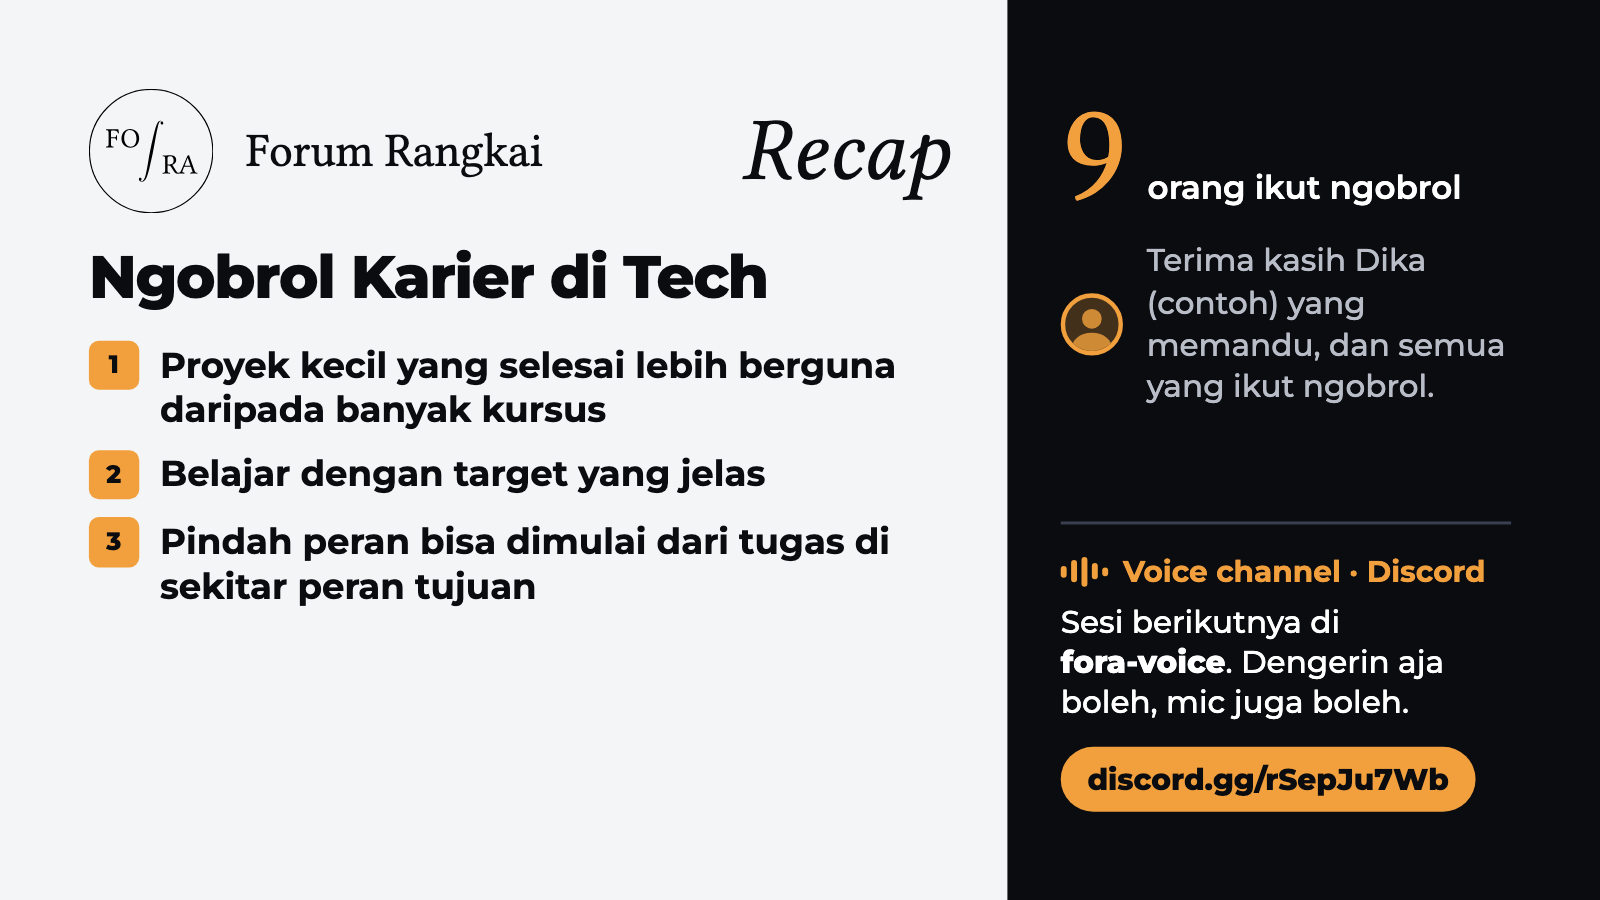 FO
RA
Forum Rangkai
Recap
Ngobrol Karier di Tech
1
Proyek kecil yang selesai lebih berguna
daripada banyak kursus
2
Belajar dengan target yang jelas
3
Pindah peran bisa dimulai dari tugas di
sekitar peran tujuan
9 orang ikut ngobrol
Terima kasih Dika
(contoh) yang
memandu, dan semua
yang ikut ngobrol.
Voice channel · Discord
Sesi berikutnya di
fora-voice. Dengerin aja
boleh, mic juga boleh.
discord.gg/rSepJu7Wb